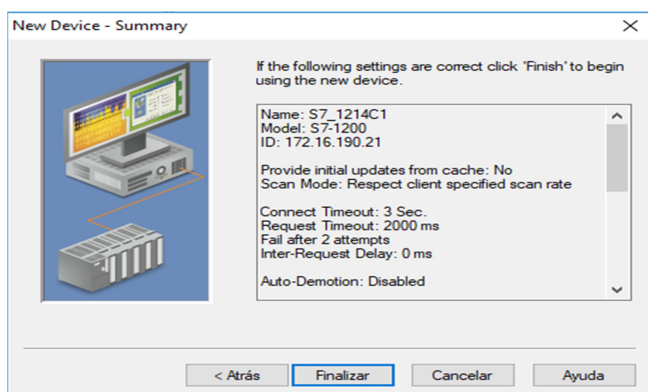 New Device - Summary
If the following settings are correct click 'Finish' to begin
using the new device.
Name: S7_1214C1
Model: S7-1200
ID: 172.16.190.21
Provide initial updates from cache: No
Scan Mode: Respect client specified scan rate
Connect Timeout: 3 Sec.
Request Timeout: 2000 ms
Fail after 2 attempts
Inter-Request Delay: 0 ms
Auto-Demotion: Disabled
< Atrás
Finalizar
Cancelar
Ayuda